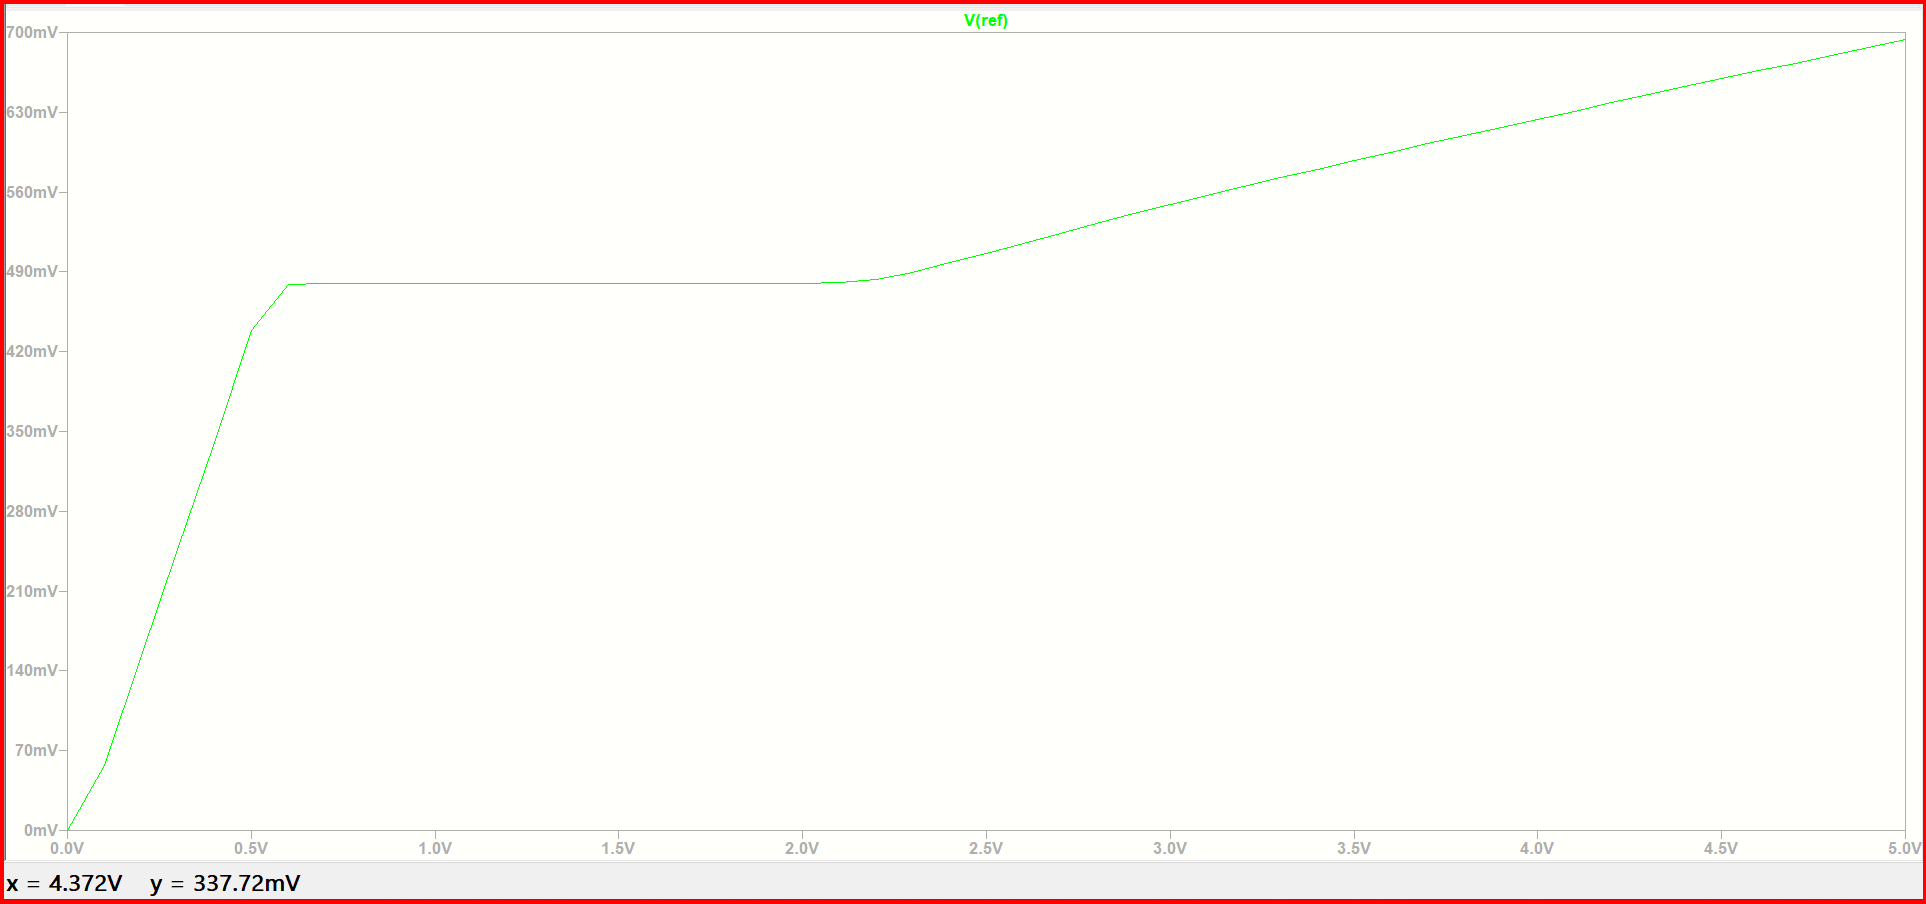 V(ref)
700mV
630mV
560mV
490mV
420mV
350mV
280mV
210mV
140mV
70mV
0mV
0.0V 0.5V 1.0V 1.5V 2.0V 2.5V 3.0V 3.5V 4.0V 4.5V 5.0V
x = 4.372V y = 337.72mV